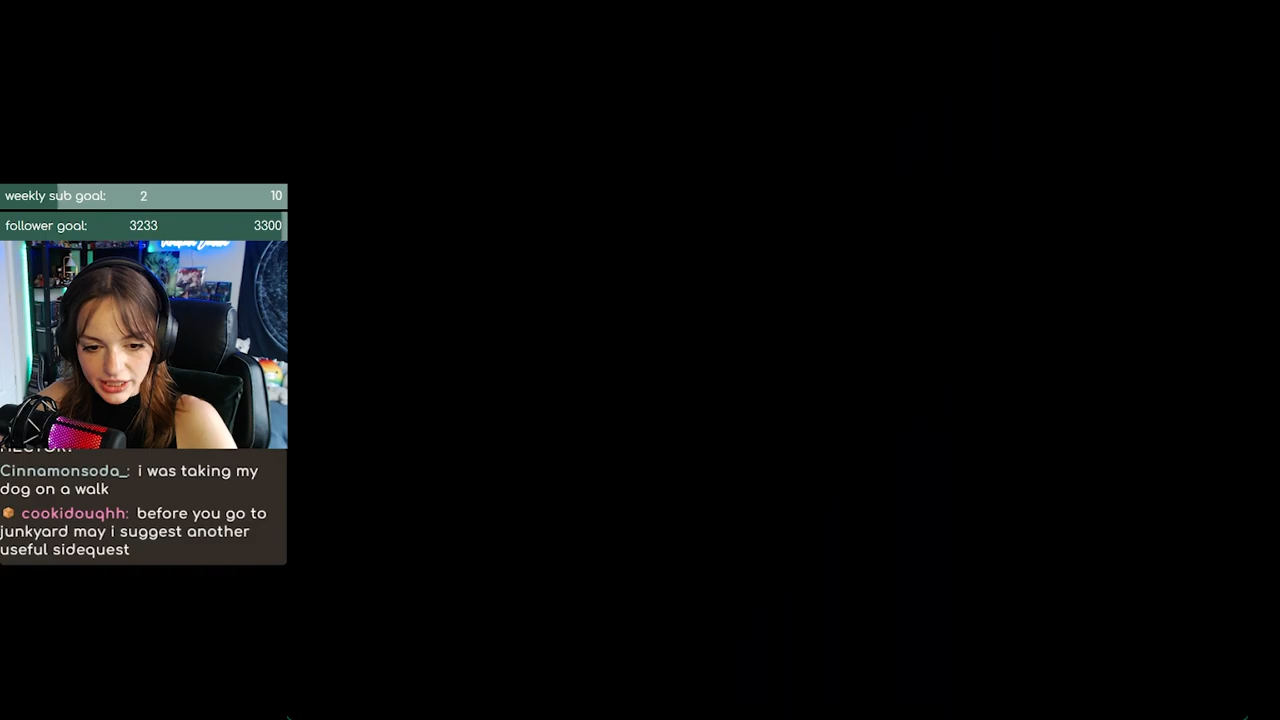 weekly sub goal: 2 10
follower goal: 3233 3300
Cinnamonsoda_: i was taking my
dog on a walk
cookidouqhh: before you go to
junkyard may i suggest another
useful sidequest